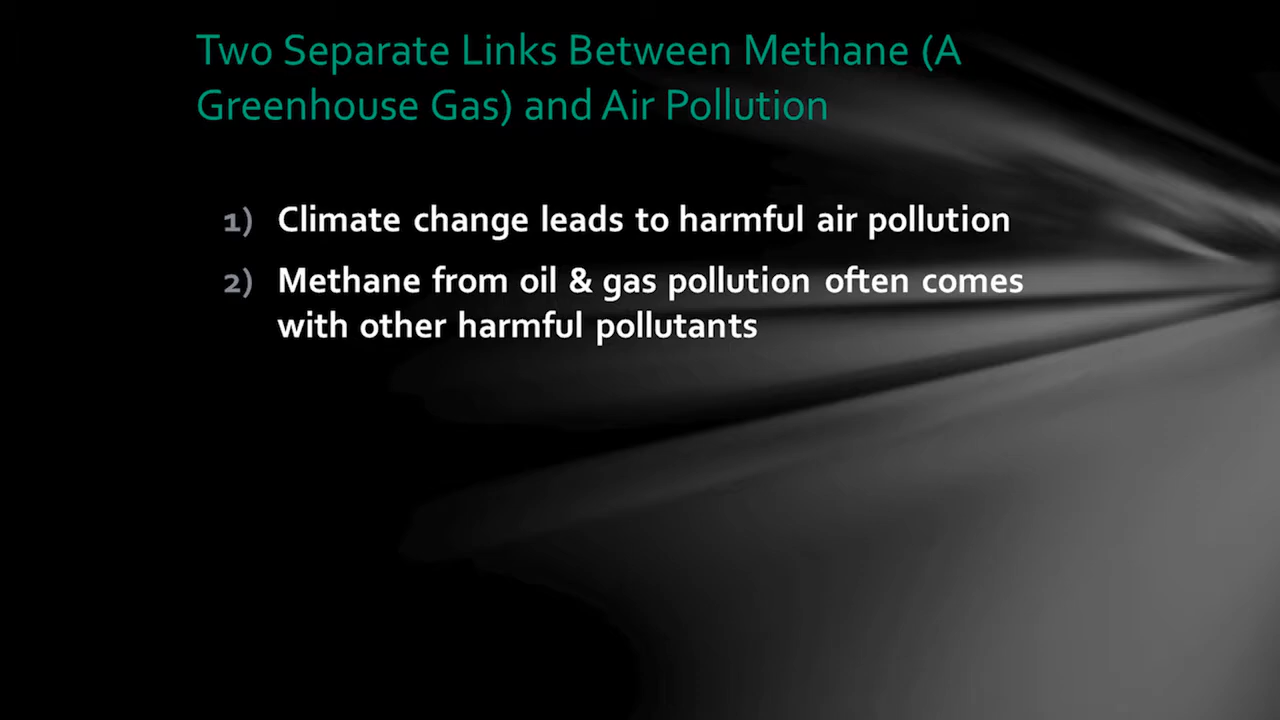 Two Separate Links Between Methane (A
Greenhouse Gas) and Air Pollution
1) Climate change leads to harmful air pollution
2) Methane from oil & gas pollution often comes
with other harmful pollutants